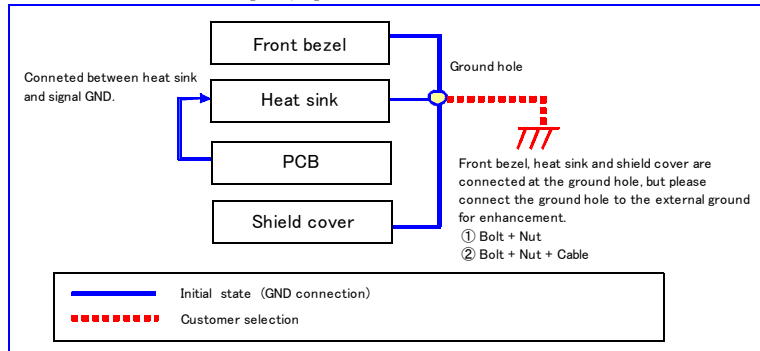 Front bezel
Ground hole
Conneted between heat sink
and signal GND.
Heat sink
PCB
Front bezel, heat sink and shield cover are
connected at the ground hole, but please
connect the ground hole to the external ground
for enhancement.
① Bolt + Nut
② Bolt + Nut + Cable
Shield cover
Initial state (GND connection)
Customer selection